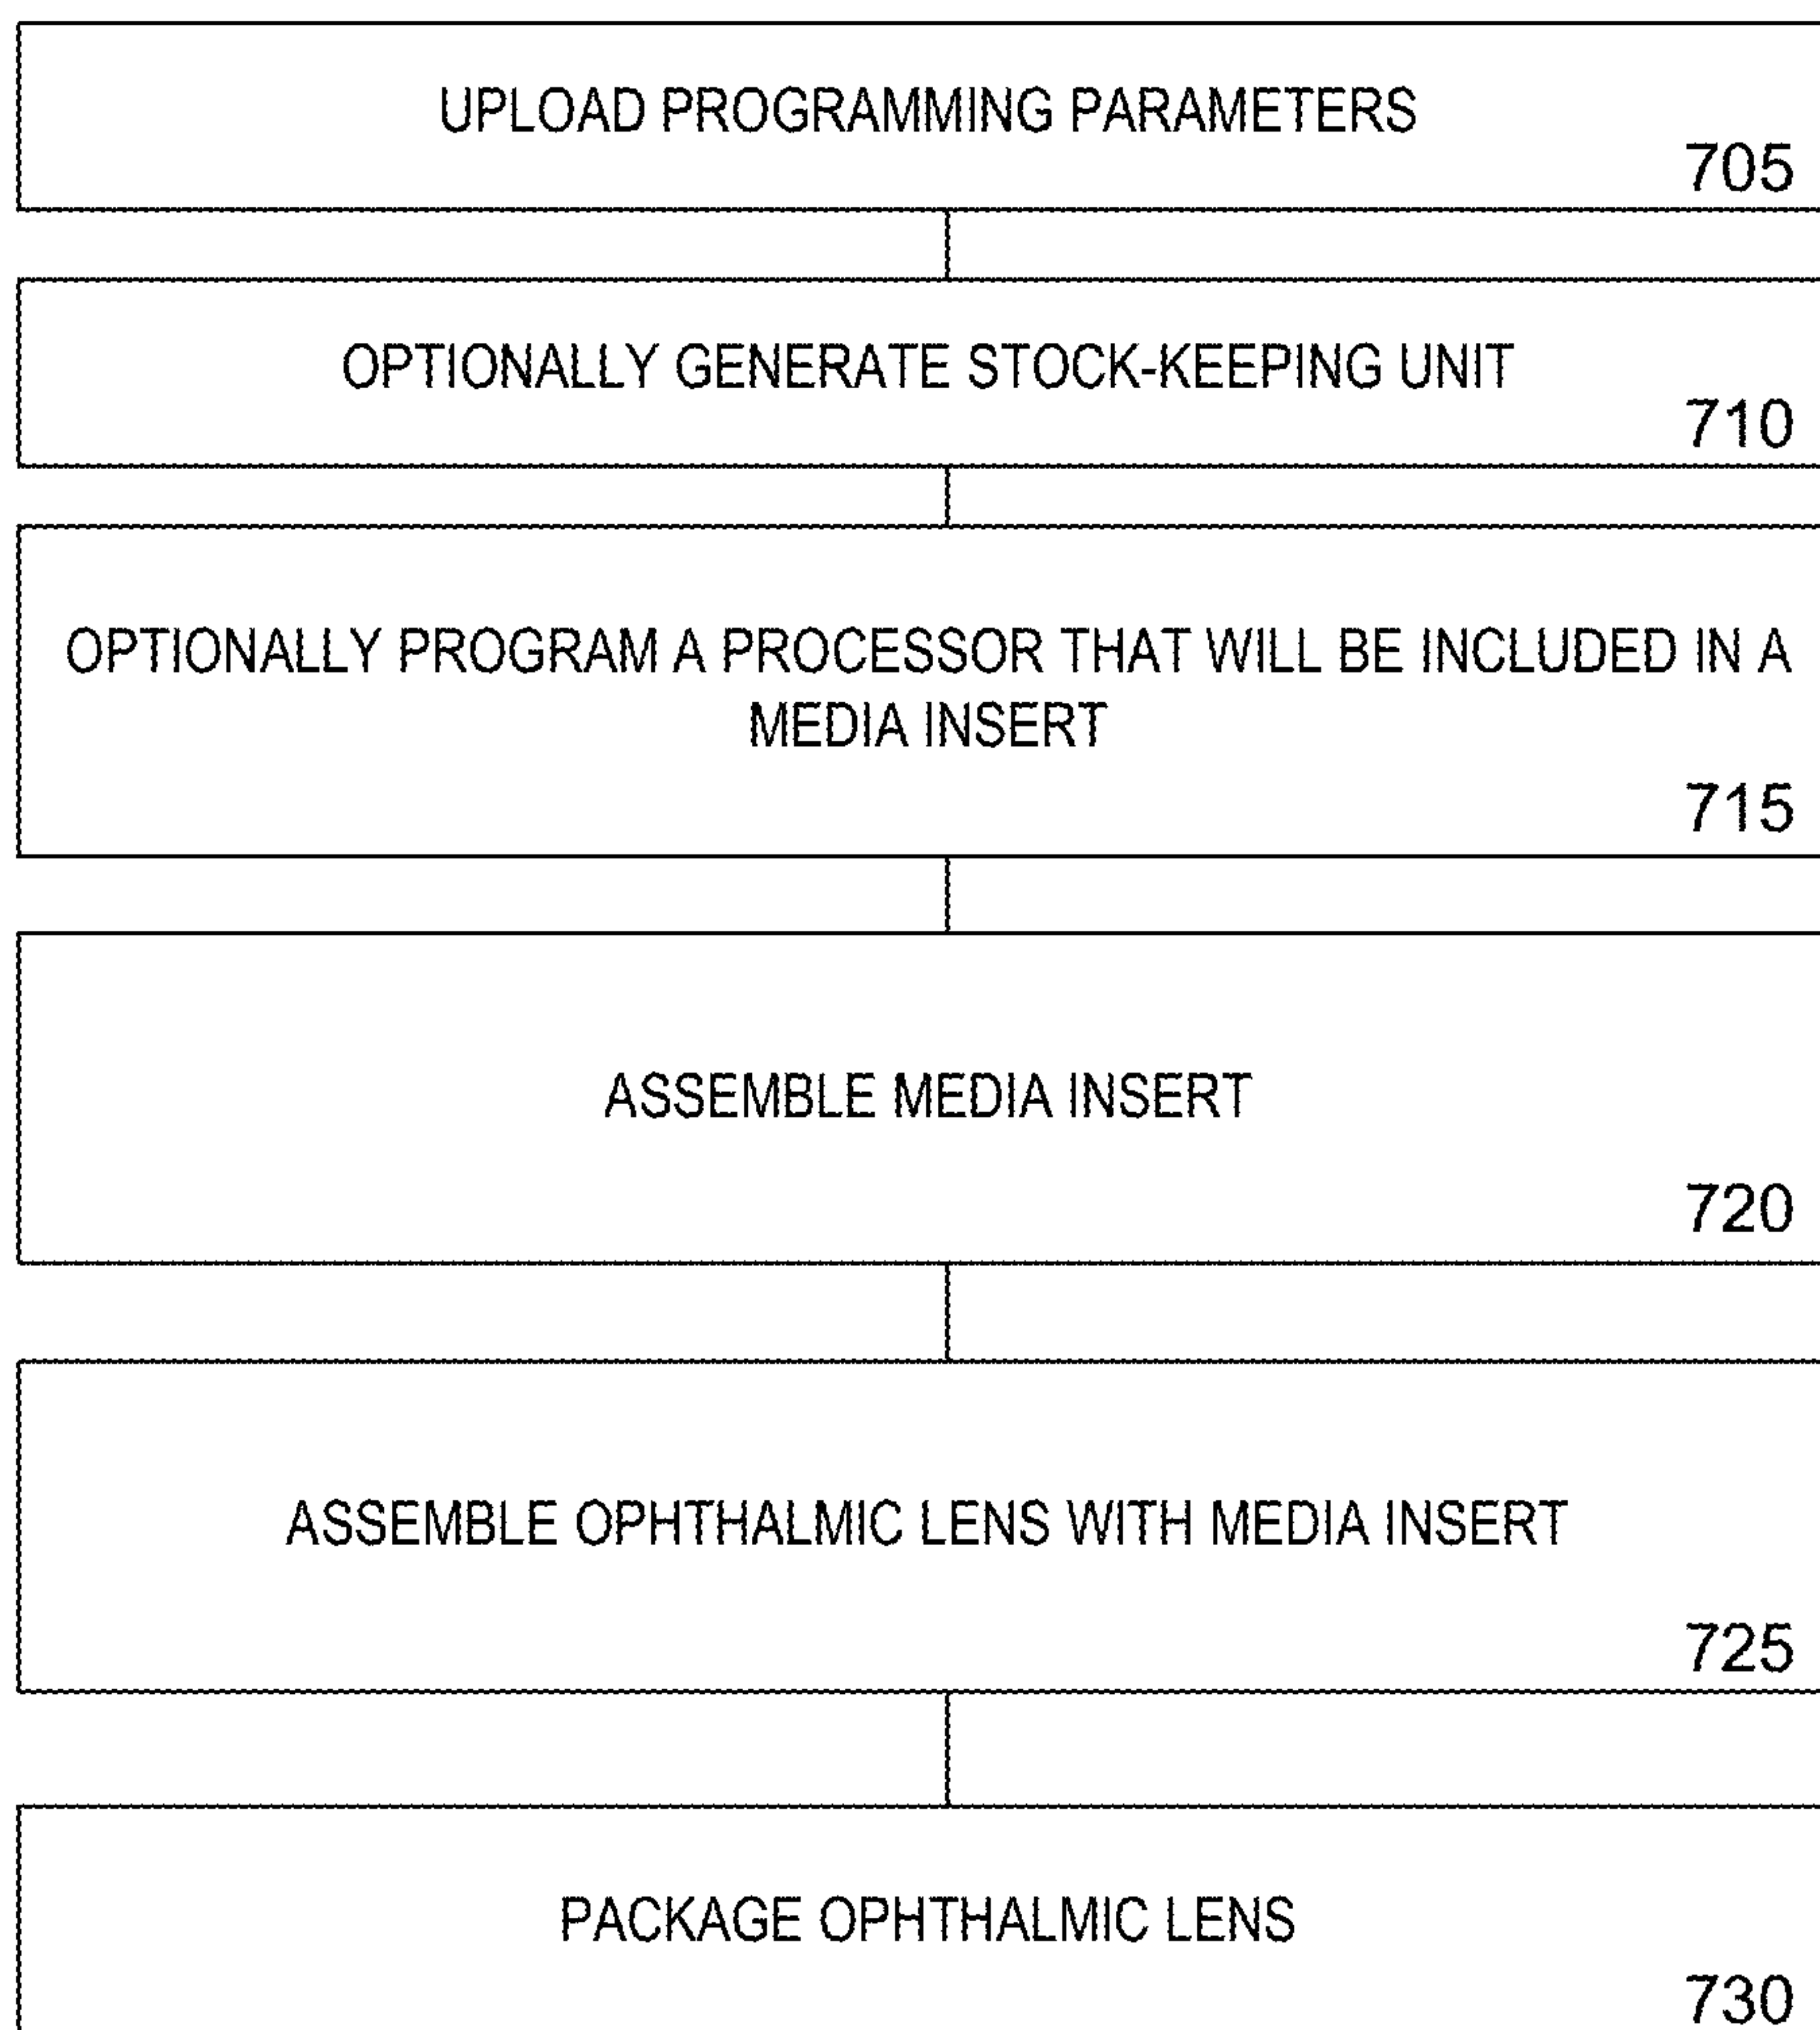 UPLOAD PROGRAMMING PARAMETERS
705
OPTIONALLY GENERATE STOCK-KEEPING UNIT
710
OPTIONALLY PROGRAM A PROCESSOR THAT WILL BE INCLUDED IN A
MEDIA INSERT
715
ASSEMBLE MEDIA INSERT
720
ASSEMBLE OPHTHALMIC LENS WITH MEDIA INSERT
725
PACKAGE OPHTHALMIC LENS
730